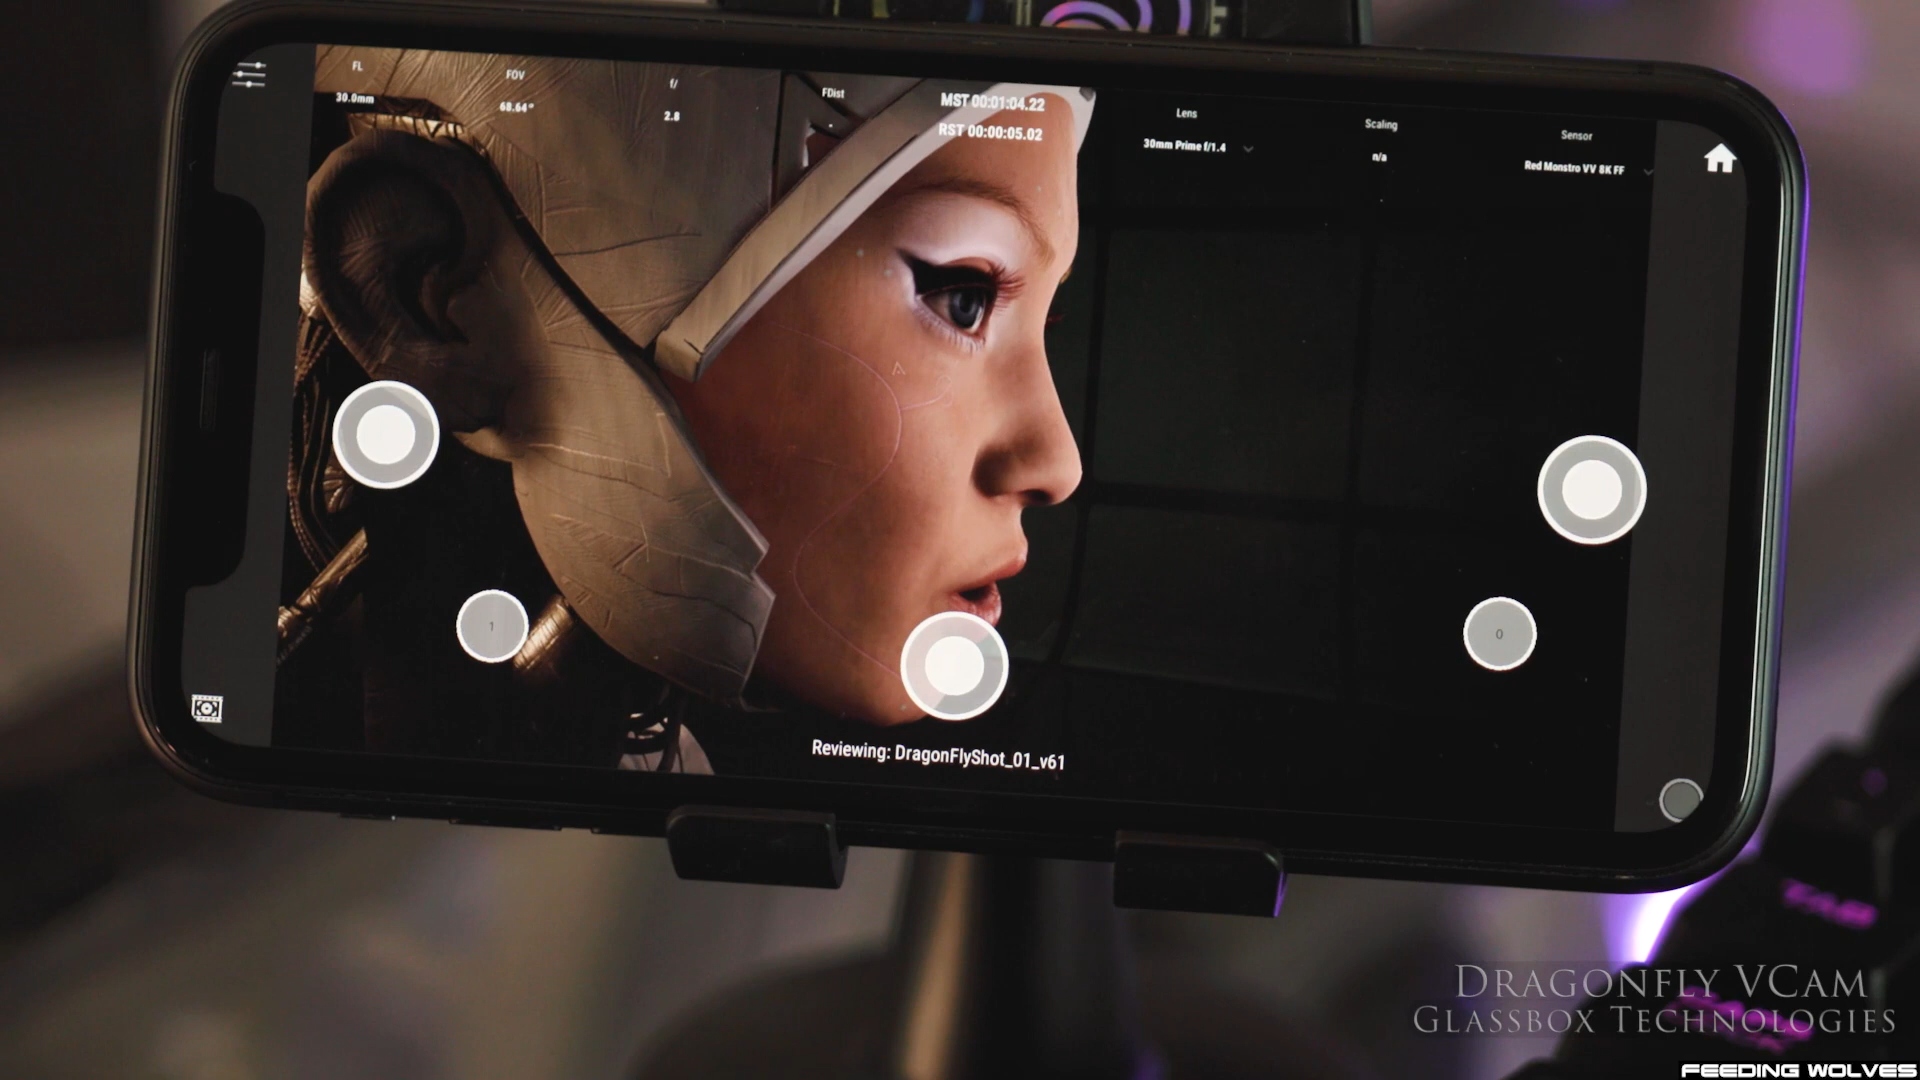 FL
30.0mm
FOV
68.64°
f/
2.8
FDist
MST 00:01:04.22
RST 00:00:05.02
Lens
30mm Prime f/1.4
Scaling
n/a
Sensor
Red Monstro VV 8K FF
1
0
Reviewing: DragonFlyShot_01_v61
TAB
Dragonfly VCam
Glassbox Technologies
FEEDING WOLVES